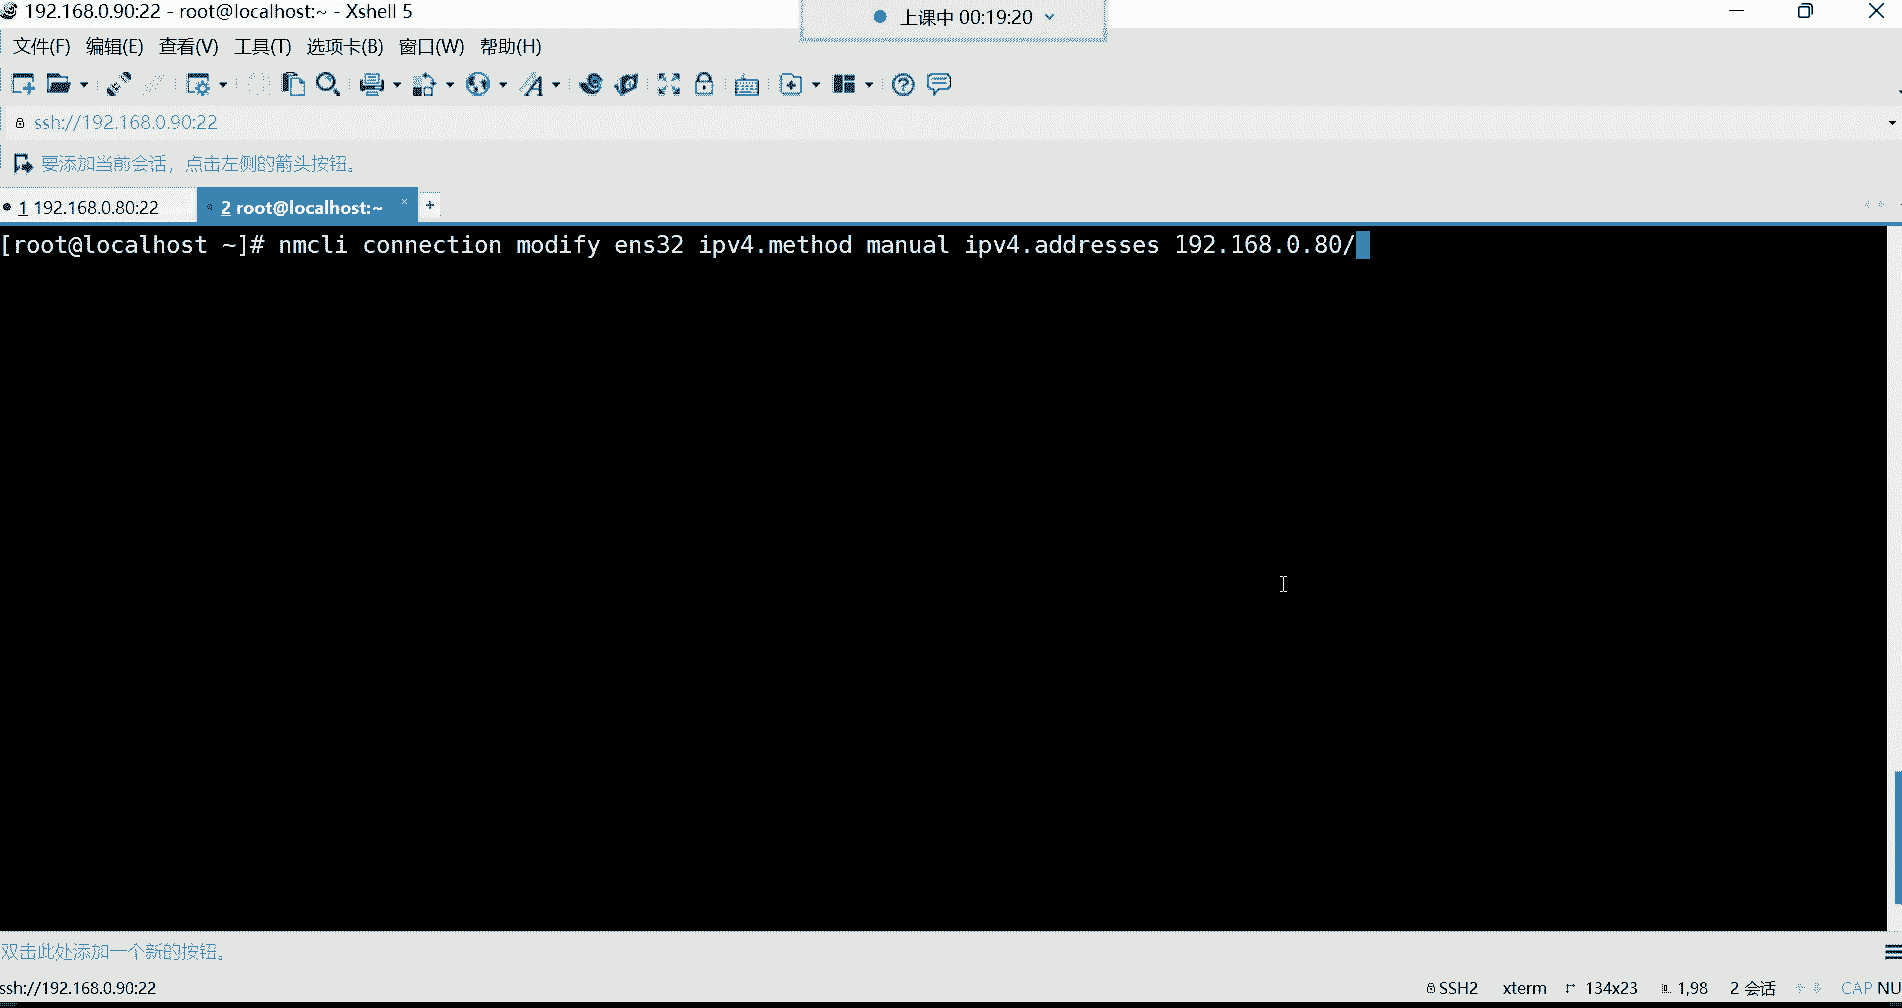 192.168.0.90:22 - root@localhost:~ - Xshell 5
上课中 00:19:20
文件(F) 编辑(E) 查看(V) 工具(T) 选项卡(B) 窗口(W) 帮助(H)
ssh://192.168.0.90:22
要添加当前会话，点击左侧的箭头按钮。
1 192.168.0.80:22 2 root@localhost:~ +
[root@localhost ~]# nmcli connection modify ens32 ipv4.method manual ipv4.addresses 192.168.0.80/
双击此处添加一个新的按钮。
ssh://192.168.0.90:22 SSH2 xterm 134x23 1,98 2 会话 CAP NU